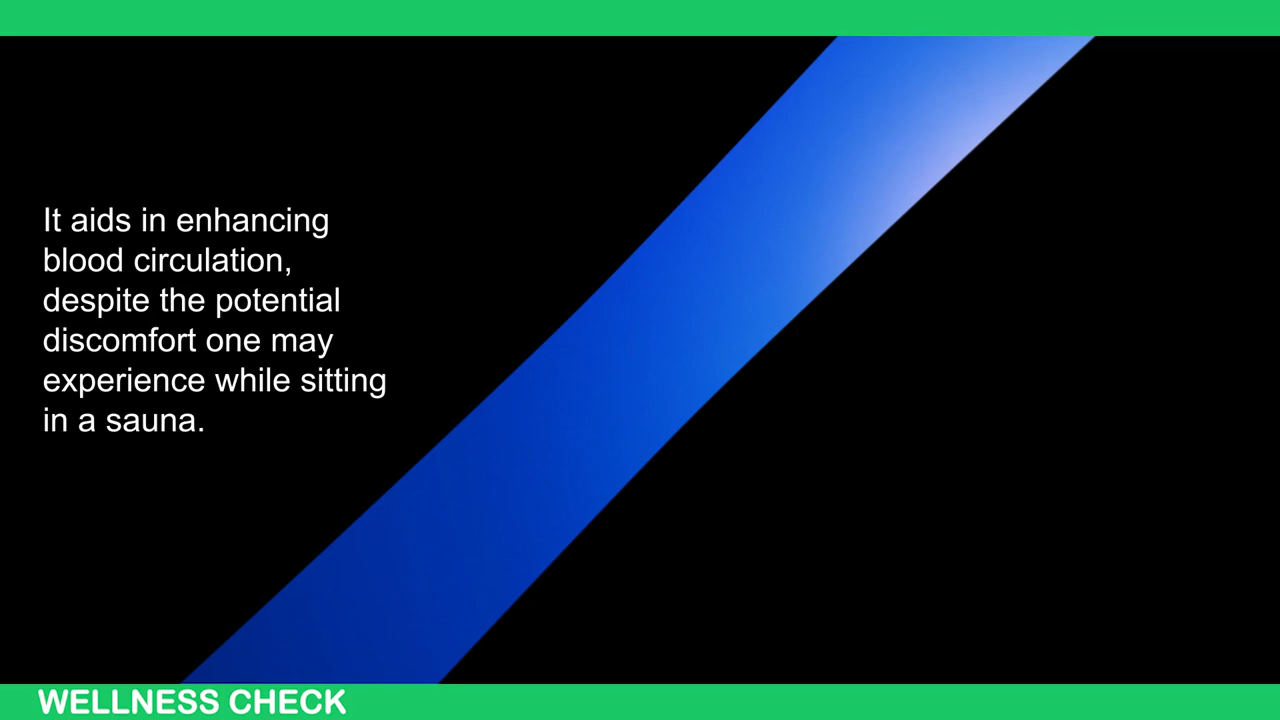 It aids in enhancing
blood circulation,
despite the potential
discomfort one may
experience while sitting
in a sauna.
WELLNESS CHECK